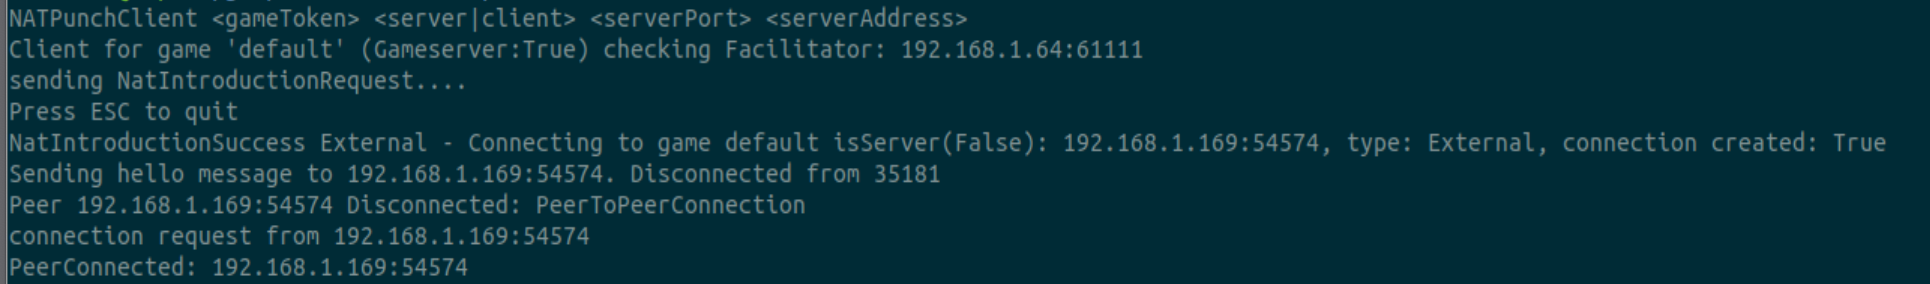 NATPunchClient <gameToken> <server|client> <serverPort> <serverAddress>
Client for game 'default' (Gameserver:True) checking Facilitator: 192.168.1.64:61111
sending NatIntroductionRequest....
Press ESC to quit
NatIntroductionSuccess External - Connecting to game default isServer(False): 192.168.1.169:54574, type: External, connection created: True
Sending hello message to 192.168.1.169:54574. Disconnected from 35181
Peer 192.168.1.169:54574 Disconnected: PeerToPeerConnection
connection request from 192.168.1.169:54574
PeerConnected: 192.168.1.169:54574